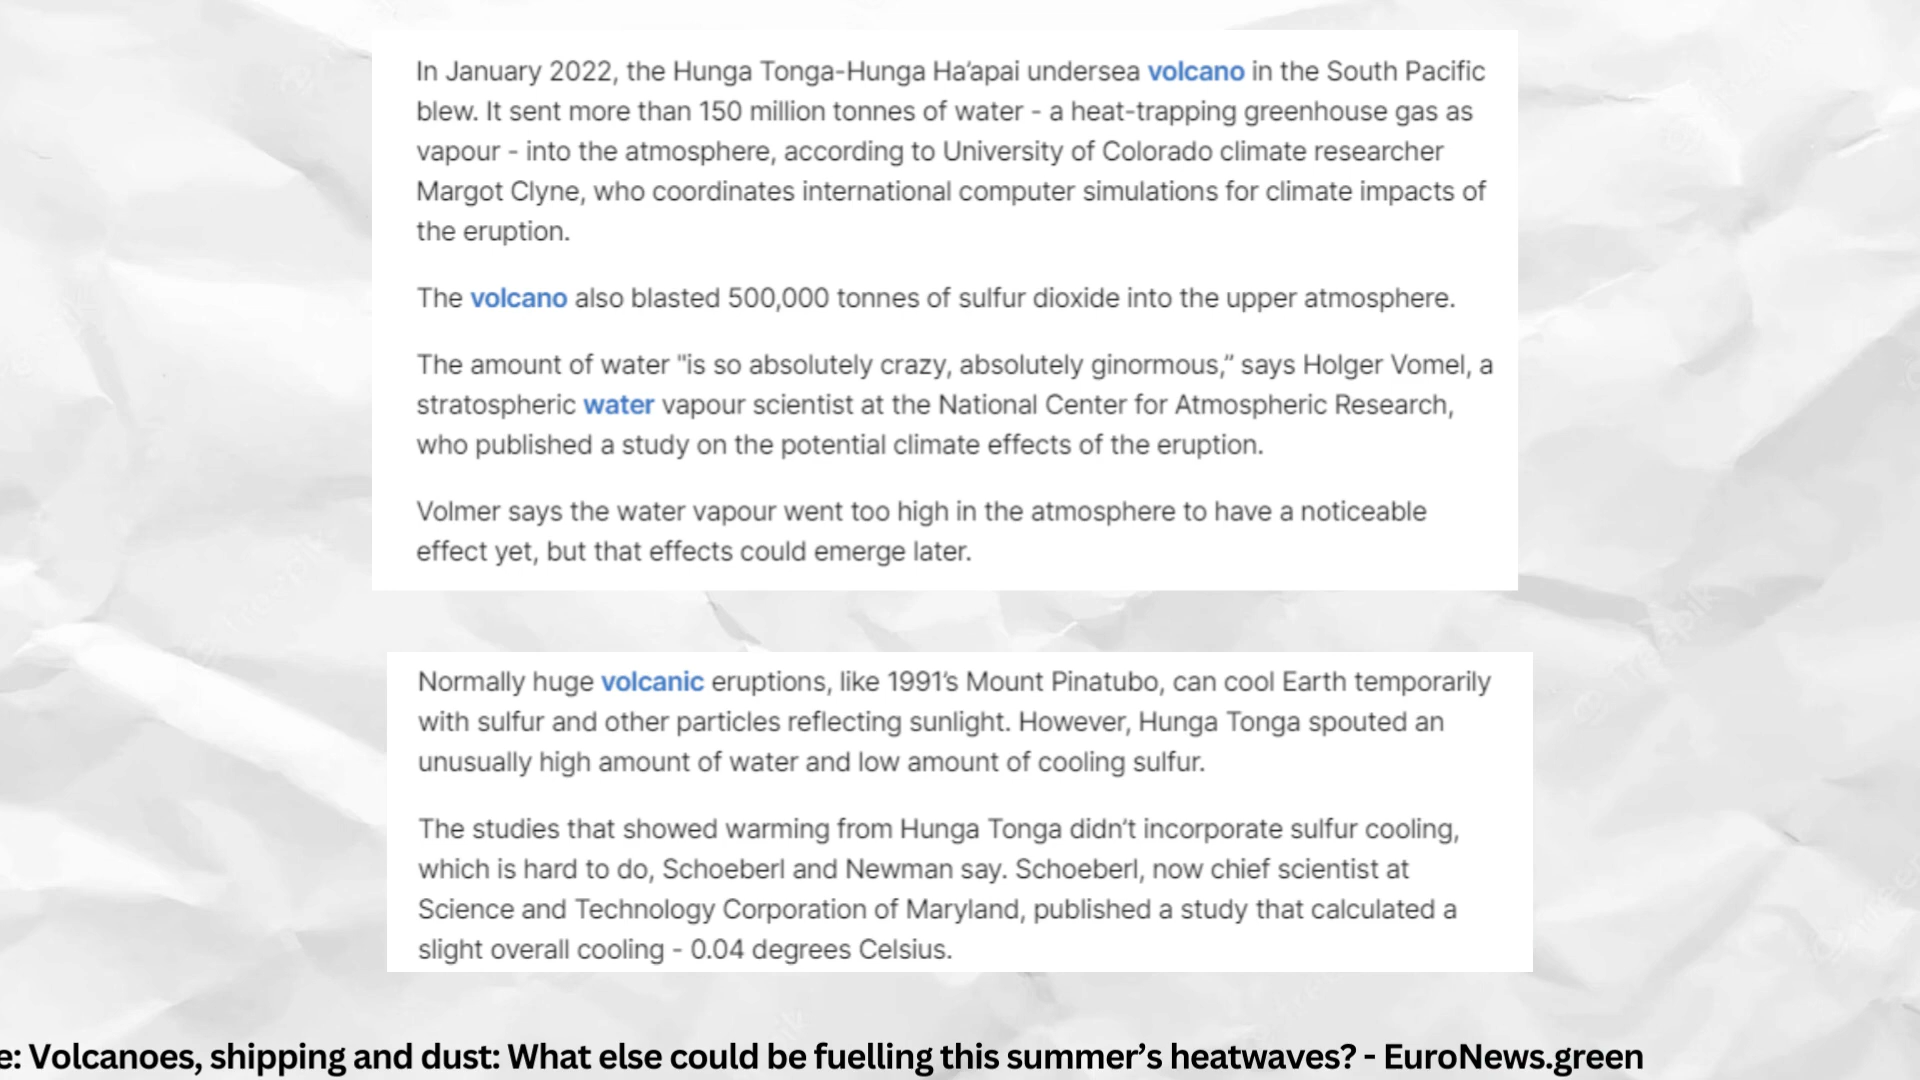 In January 2022, the Hunga Tonga-Hunga Ha’apai undersea volcano in the South Pacific
blew. It sent more than 150 million tonnes of water - a heat-trapping greenhouse gas as
vapour - into the atmosphere, according to University of Colorado climate researcher
Margot Clyne, who coordinates international computer simulations for climate impacts of
the eruption.
The volcano also blasted 500,000 tonnes of sulfur dioxide into the upper atmosphere.
The amount of water "is so absolutely crazy, absolutely ginormous,” says Holger Vomel, a
stratospheric water vapour scientist at the National Center for Atmospheric Research,
who published a study on the potential climate effects of the eruption.
Volmer says the water vapour went too high in the atmosphere to have a noticeable
effect yet, but that effects could emerge later.
Normally huge volcanic eruptions, like 1991’s Mount Pinatubo, can cool Earth temporarily
with sulfur and other particles reflecting sunlight. However, Hunga Tonga spouted an
unusually high amount of water and low amount of cooling sulfur.
The studies that showed warming from Hunga Tonga didn’t incorporate sulfur cooling,
which is hard to do, Schoeberl and Newman say. Schoeberl, now chief scientist at
Science and Technology Corporation of Maryland, published a study that calculated a
slight overall cooling - 0.04 degrees Celsius.
e: Volcanoes, shipping and dust: What else could be fuelling this summer’s heatwaves? - EuroNews.green